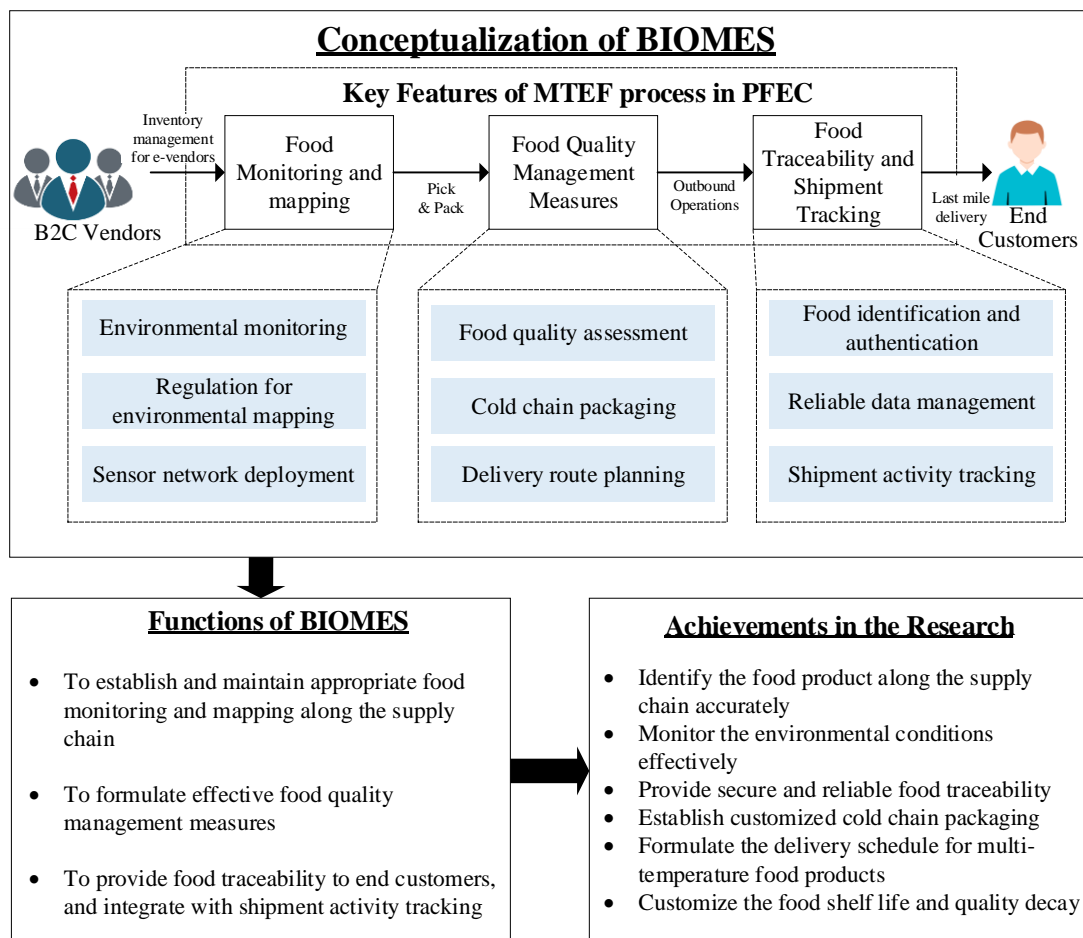 Conceptualization of BIOMES
Key Features of MTEF process in PFEC
Inventory
management
for e-vendors
Food
Monitoring and
mapping
Pick
& Pack
Food Quality
Management
Measures
Outbound
Operations
Food
Traceability and
Shipment
Tracking
Last mile
delivery
B2C Vendors
End
Customers
Environmental monitoring
Regulation for
environmental mapping
Sensor network deployment
Food quality assessment
Cold chain packaging
Delivery route planning
Food identification and
authentication
Reliable data management
Shipment activity tracking
Functions of BIOMES
• To establish and maintain appropriate food
monitoring and mapping along the supply
chain
• To formulate effective food quality
management measures
• To provide food traceability to end customers,
and integrate with shipment activity tracking
Achievements in the Research
• Identify the food product along the supply
chain accurately
• Monitor the environmental conditions
effectively
• Provide secure and reliable food traceability
• Establish customized cold chain packaging
• Formulate the delivery schedule for multi-
temperature food products
• Customize the food shelf life and quality decay